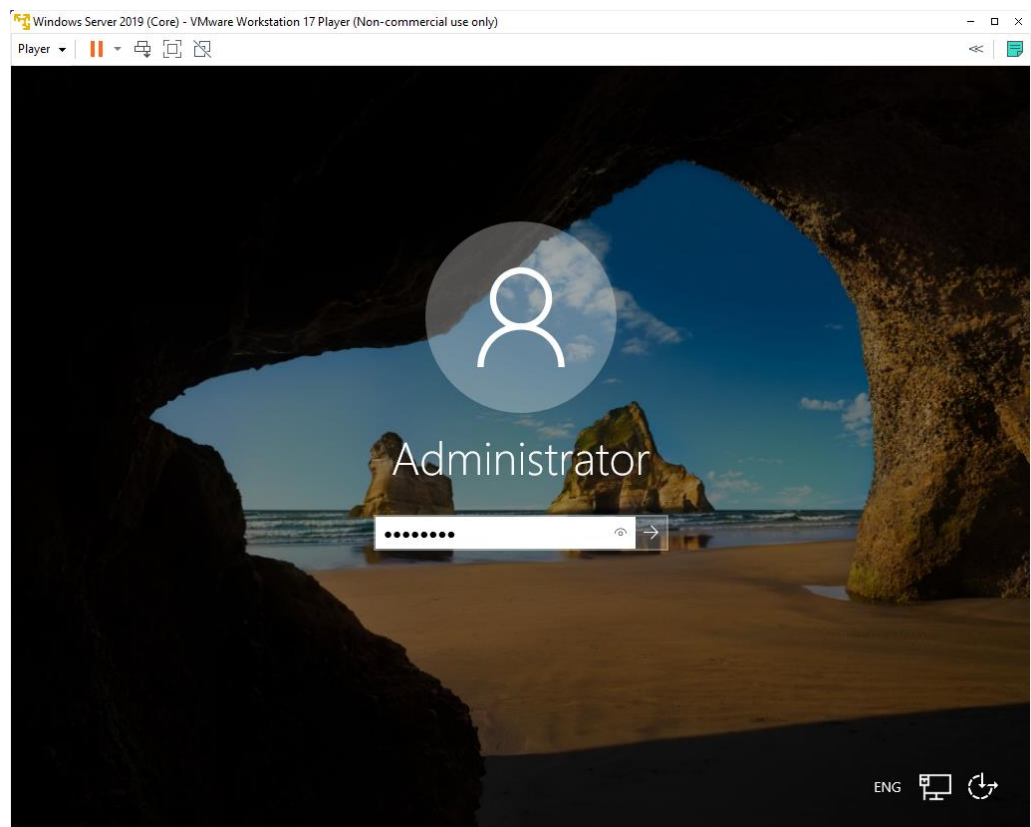 Windows Server 2019 (Core) - VMware Workstation 17 Player (Non-commercial use only)
Player
Administrator
ENG